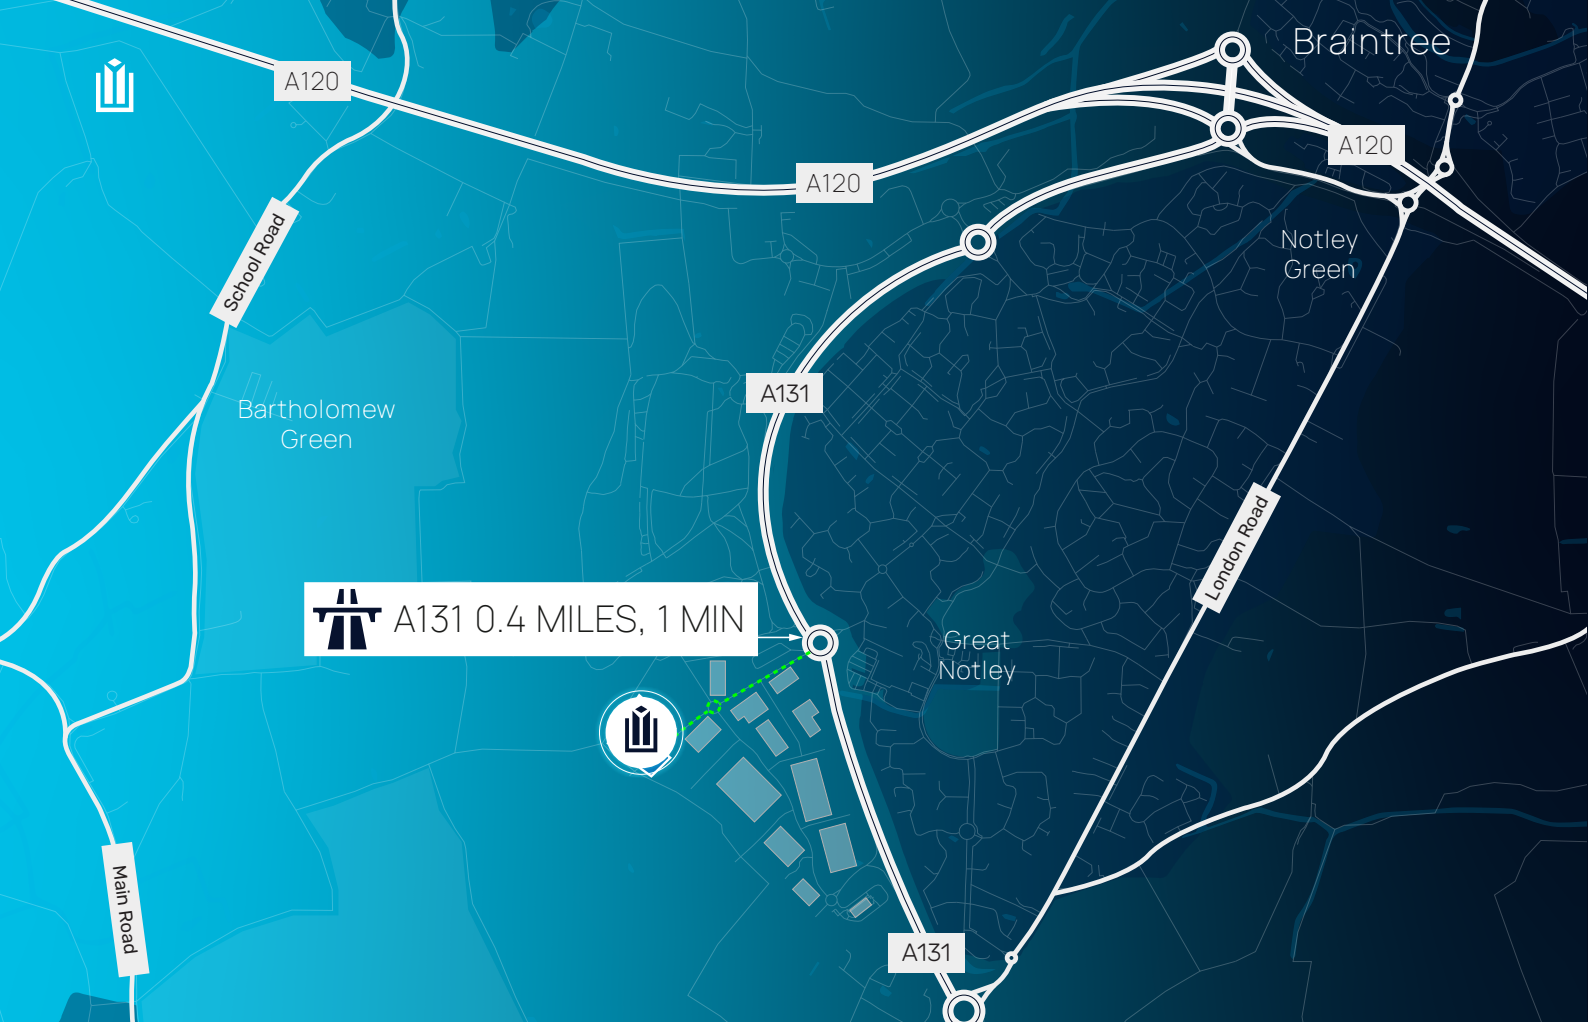 Braintree
A120
A120
A120
School Road
Notley
Green
A131
Bartholomew
Green
London Road
A131 0.4 MILES, 1 MIN
Great
Notley
Main Road
A131